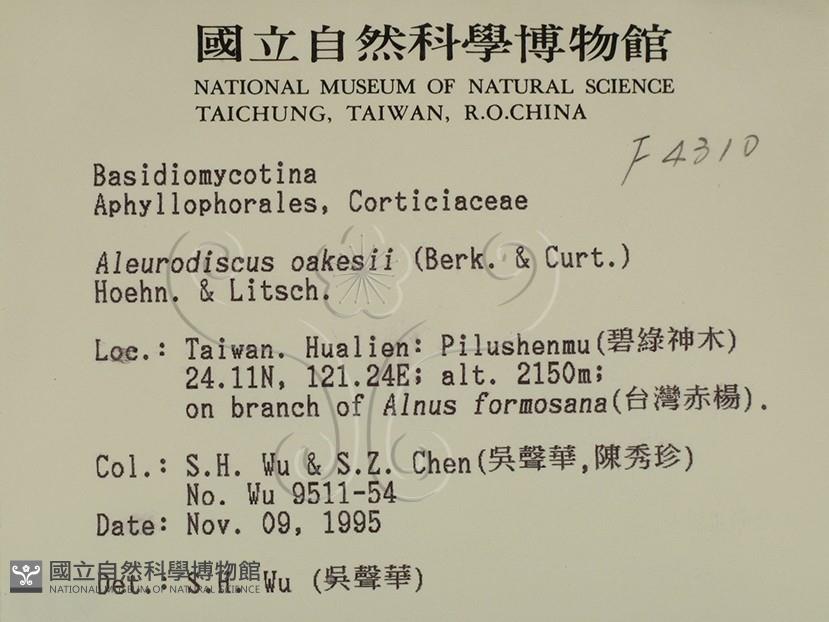 國立自然科學博物館
NATIONAL MUSEUM OF NATURAL SCIENCE
TAICHUNG, TAIWAN, R.O.CHINA
F4310
Basidiomycotina
Aphyllophorales, Corticiaceae
Aleurodiscus oakesii (Berk. & Curt.)
Hoehn. & Litsch.
Loc.: Taiwan. Hualien: Pilushenmu(碧綠神木)
24.11N, 121.24E; alt. 2150m;
on branch of Alnus formosana(台灣赤楊).
Col.: S.H. Wu & S.Z. Chen(吳聲華,陳秀珍)
No. Wu 9511-54
Date: Nov. 09, 1995
Det.: S.H. Wu (吳聲華)
國立自然科學博物館
NATIONAL MUSEUM OF NATURAL SCIENCE